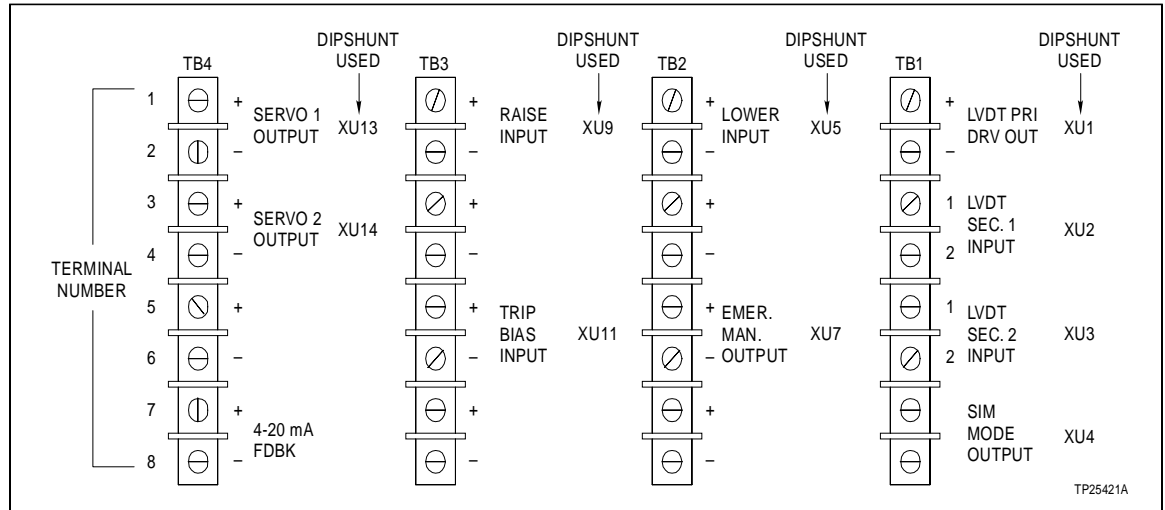 DIPSHUNT USED
DIPSHUNT USED
DIPSHUNT USED
DIPSHUNT USED
TB4
TB3
TB2
TB1
TERMINAL NUMBER
1
2
3
4
5
6
7
8
+ SERVO 1
– OUTPUT
XU13
+ SERVO 2
– OUTPUT
XU14
+
–
+ 4-20 mA
– FDBK
+ RAISE
– INPUT
XU9
+
–
+ TRIP
BIAS
– INPUT
XU11
+
–
+ LOWER
– INPUT
XU5
+
–
+ EMER.
MAN.
– OUTPUT
XU7
+
–
+ LVDT PRI
– DRV OUT
XU1
1 LVDT
SEC. 1
2 INPUT
XU2
1 LVDT
SEC. 2
2 INPUT
XU3
SIM
MODE
OUTPUT
XU4
TP25421A